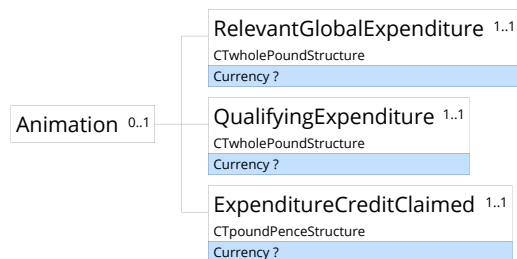 RelevantGlobalExpenditure 1..1
CTwholePoundStructure
Currency ?
Animation 0..1
QualifyingExpenditure 1..1
CTwholePoundStructure
Currency ?
ExpenditureCreditClaimed 1..1
CTpoundPenceStructure
Currency ?